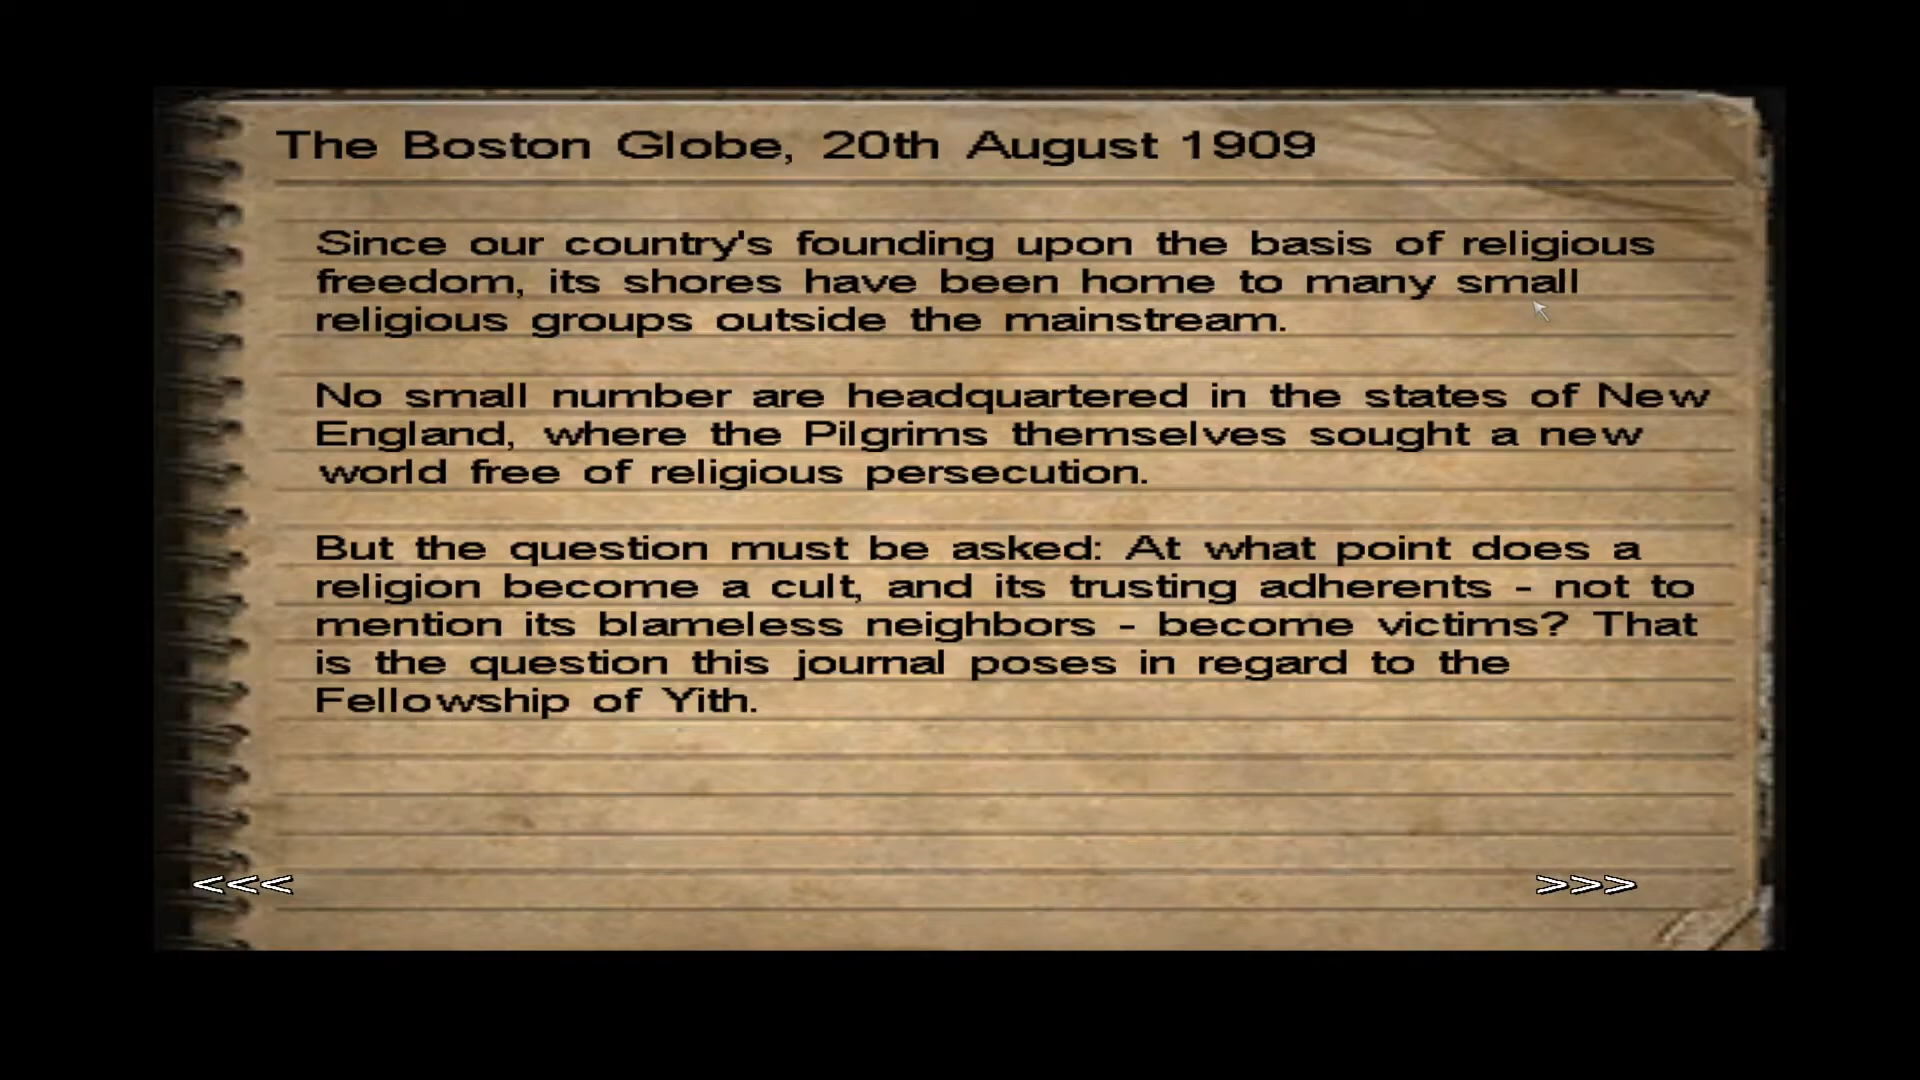 The Boston Globe, 20th August 1909
Since our country's founding upon the basis of religious
freedom, its shores have been home to many small
religious groups outside the mainstream.
No small number are headquartered in the states of New
England, where the Pilgrims themselves sought a new
world free of religious persecution.
But the question must be asked: At what point does a
religion become a cult, and its trusting adherents - not to
mention its blameless neighbors - become victims? That
is the question this journal poses in regard to the
Fellowship of Yith.
<<< >>>